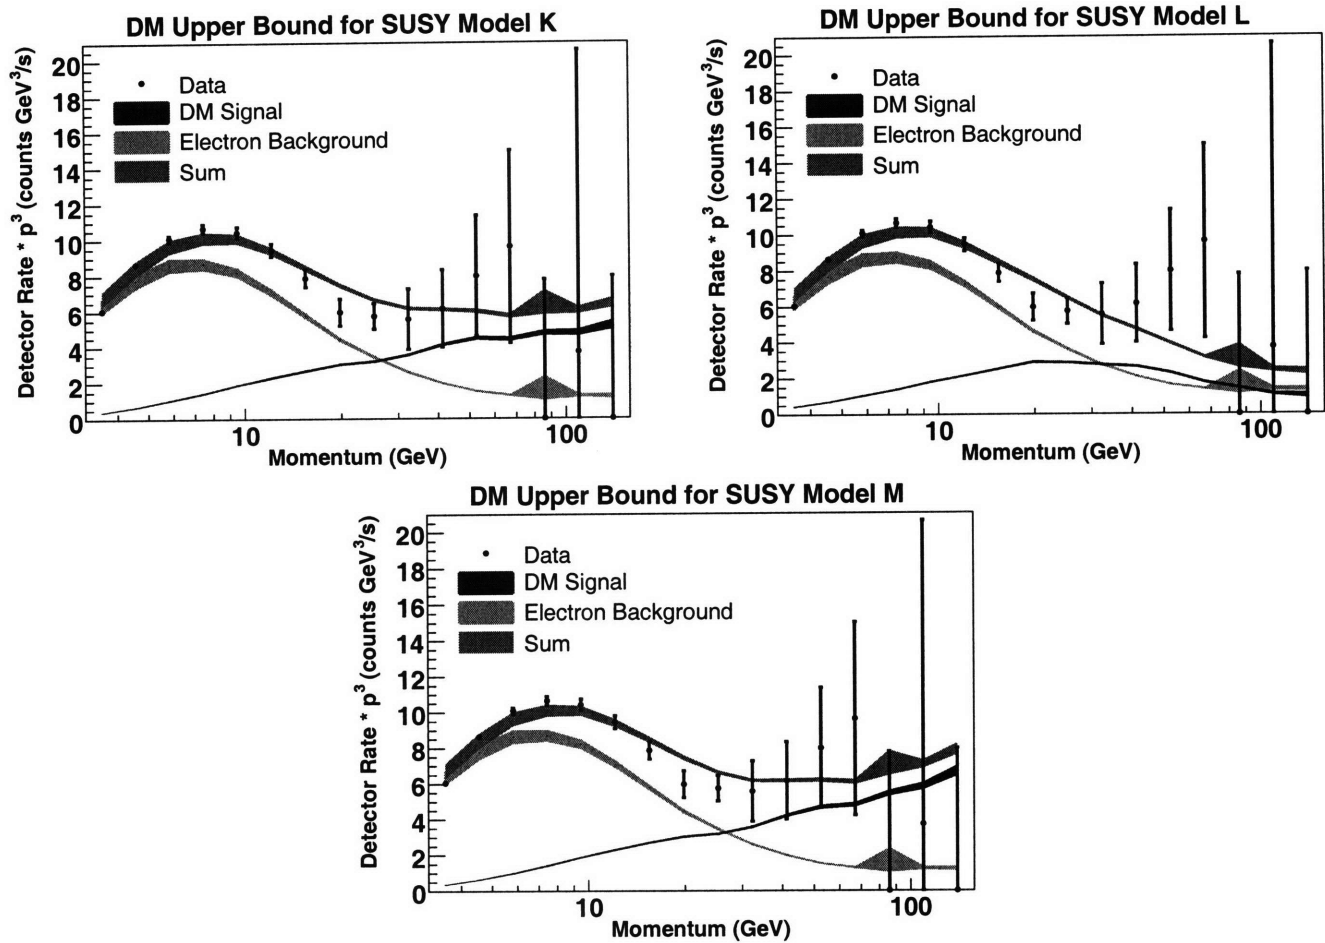 DM Upper Bound for SUSY Model K
Detector Rate * p³ (counts GeV³/s)
20
18
16
14
12
10
8
6
4
2
0
Data
DM Signal
Electron Background
Sum
10
100
Momentum (GeV)
DM Upper Bound for SUSY Model L
Detector Rate * p³ (counts GeV³/s)
20
18
16
14
12
10
8
6
4
2
0
Data
DM Signal
Electron Background
Sum
10
100
Momentum (GeV)
DM Upper Bound for SUSY Model M
Detector Rate * p³ (counts GeV³/s)
20
18
16
14
12
10
8
6
4
2
0
Data
DM Signal
Electron Background
Sum
10
100
Momentum (GeV)